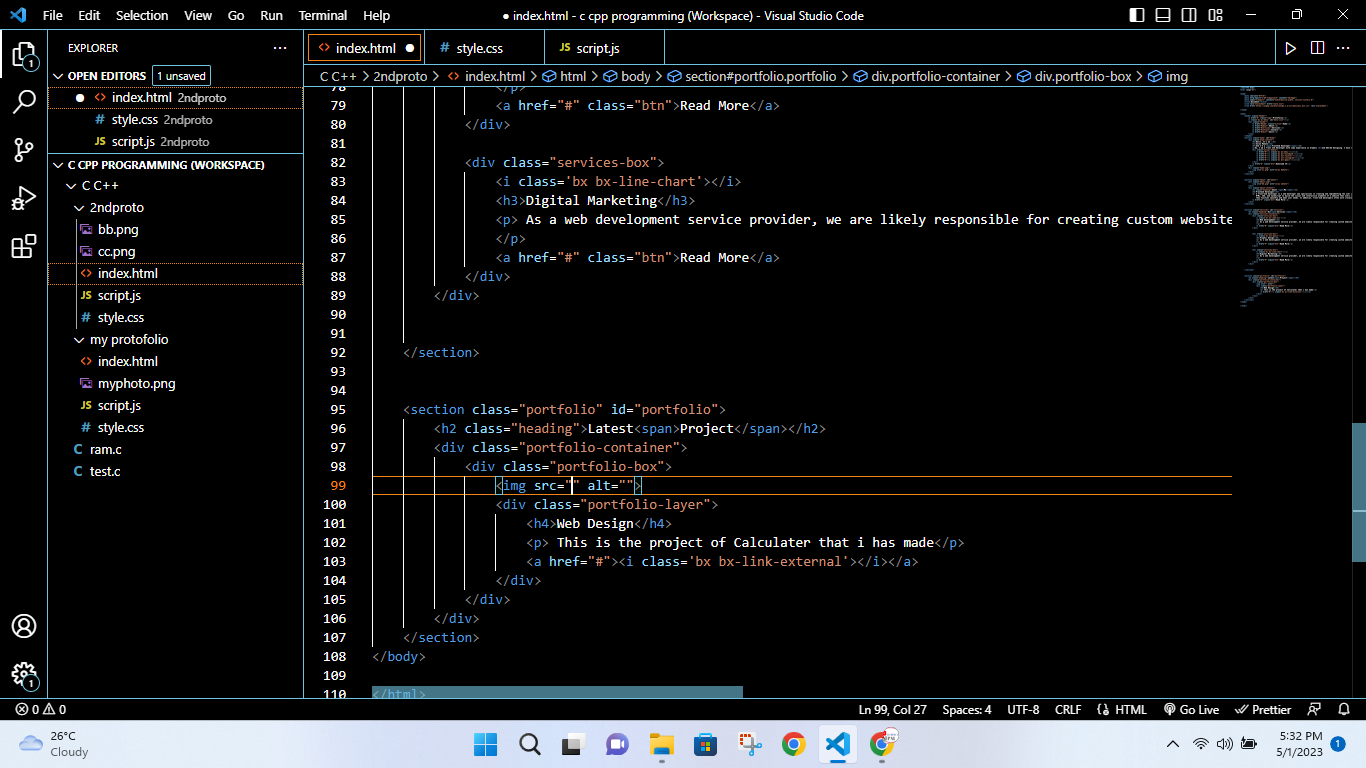 File Edit Selection View Go Run Terminal Help
● index.html - c cpp programming (Workspace) - Visual Studio Code
EXPLORER
OPEN EDITORS 1 unsaved
index.html 2ndproto
style.css 2ndproto
script.js 2ndproto
C CPP PROGRAMMING (WORKSPACE)
C C++
2ndproto
bb.png
cc.png
index.html
script.js
style.css
my protofolio
index.html
myphoto.png
script.js
style.css
ram.c
test.c
1
1
index.html style.css script.js
C C++ > 2ndproto > index.html > html > body > section#portfolio.portfolio > div.portfolio-container > div.portfolio-box > img
78 </p>
79 <a href="#" class="btn">Read More</a>
80 </div>
81
82 <div class="services-box">
83 <i class='bx bx-line-chart'></i>
84 <h3>Digital Marketing</h3>
85 <p> As a web development service provider, we are likely responsible for creating custom website
86 </p>
87 <a href="#" class="btn">Read More</a>
88 </div>
89 </div>
90
91
92 </section>
93
94
95 <section class="portfolio" id="portfolio">
96 <h2 class="heading">Latest<span>Project</span></h2>
97 <div class="portfolio-container">
98 <div class="portfolio-box">
99 <img src="" alt="">
100 <div class="portfolio-layer">
101 <h4>Web Design</h4>
102 <p> This is the project of Calculater that i has made</p>
103 <a href="#"><i class='bx bx-link-external'></i></a>
104 </div>
105 </div>
106 </div>
107 </section>
108 </body>
109
110 </html>
0 0 Ln 99, Col 27 Spaces: 4 UTF-8 CRLF HTML Go Live Prettier
26°C
Cloudy
5:32 PM
5/1/2023 1